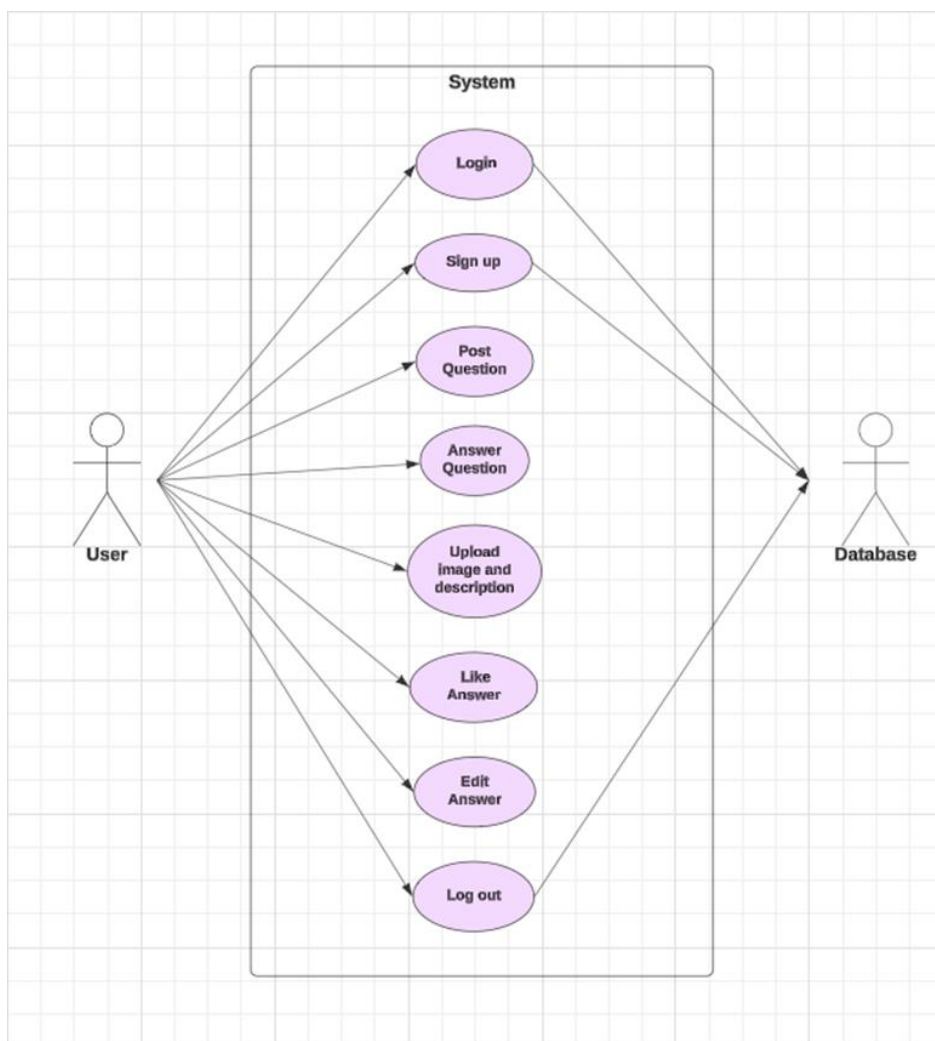 System
Login
Sign up
Post
Question
Answer
Question
Upload
image and
description
User
Database
Like
Answer
Edit
Answer
Log out